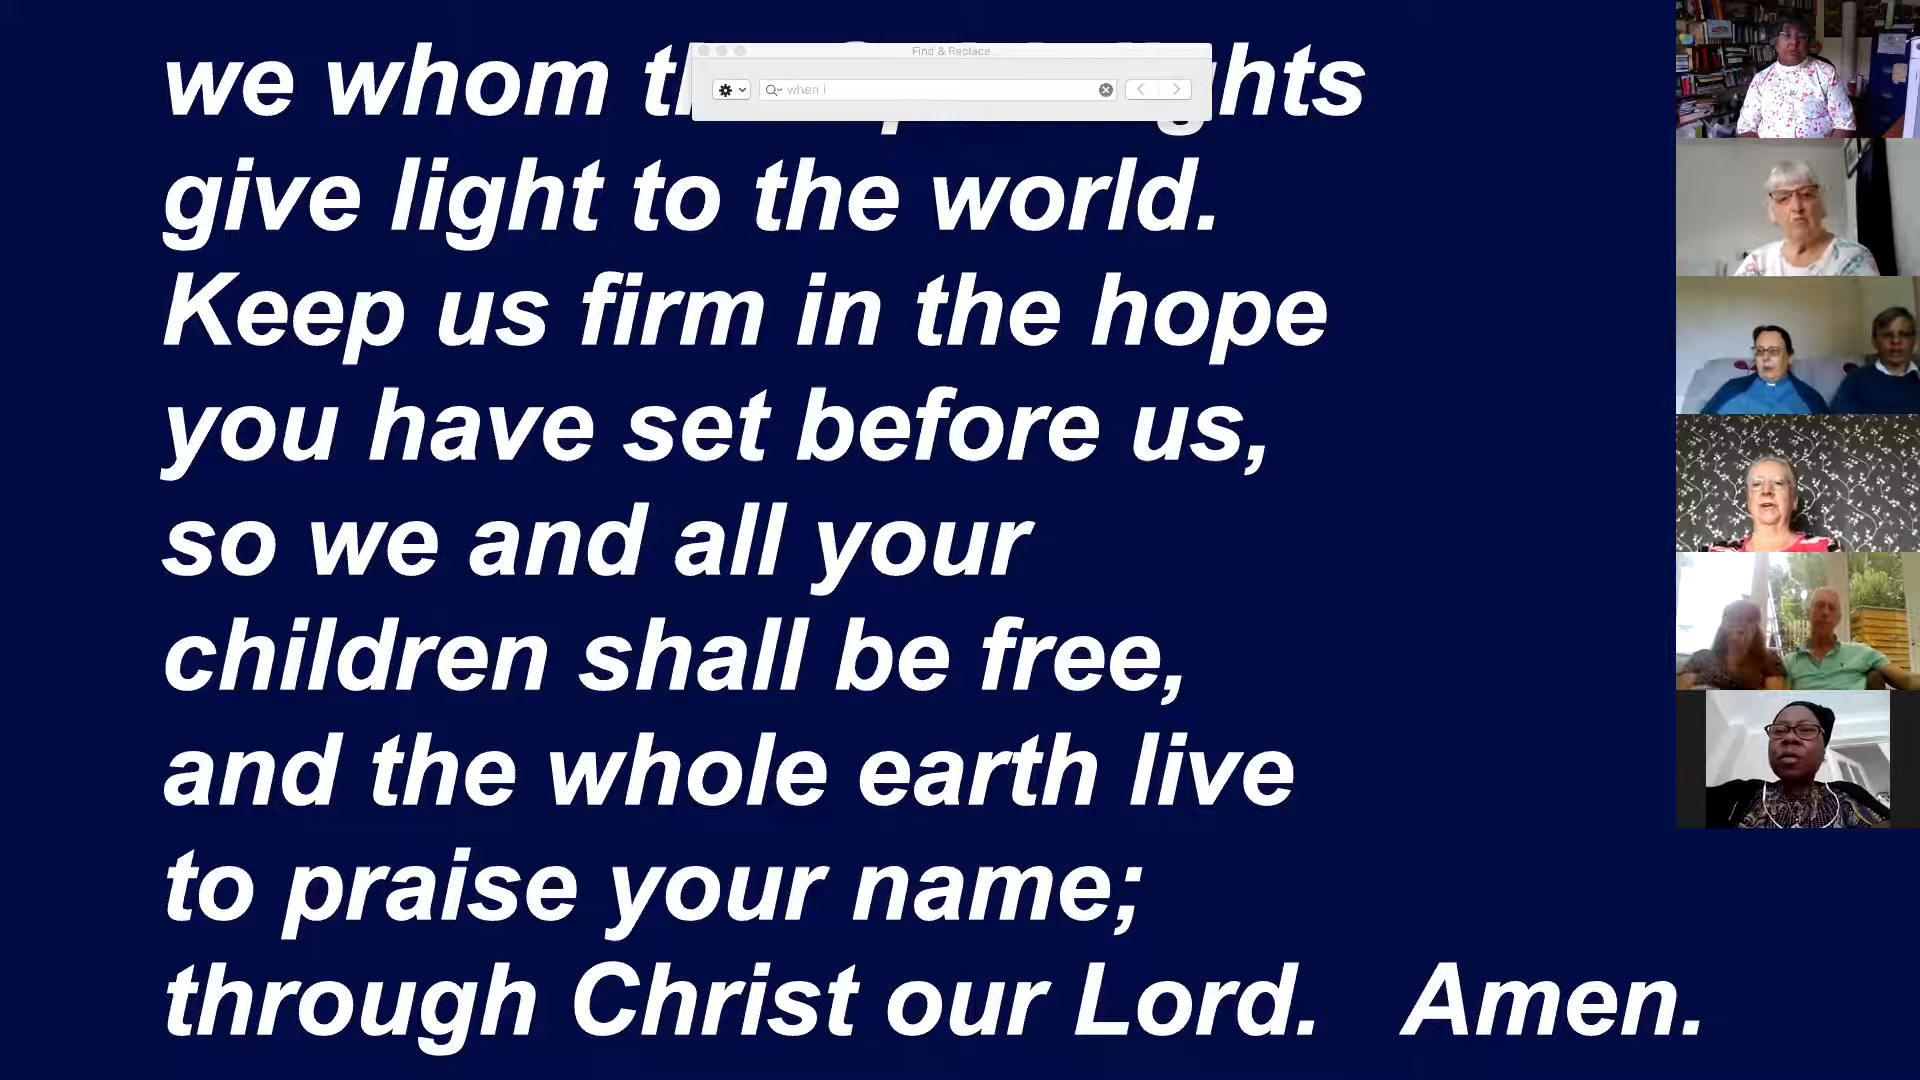 we whom th ghts
Find & Replace
when i
give light to the world.
Keep us firm in the hope
you have set before us,
so we and all your
children shall be free,
and the whole earth live
to praise your name;
through Christ our Lord. Amen.